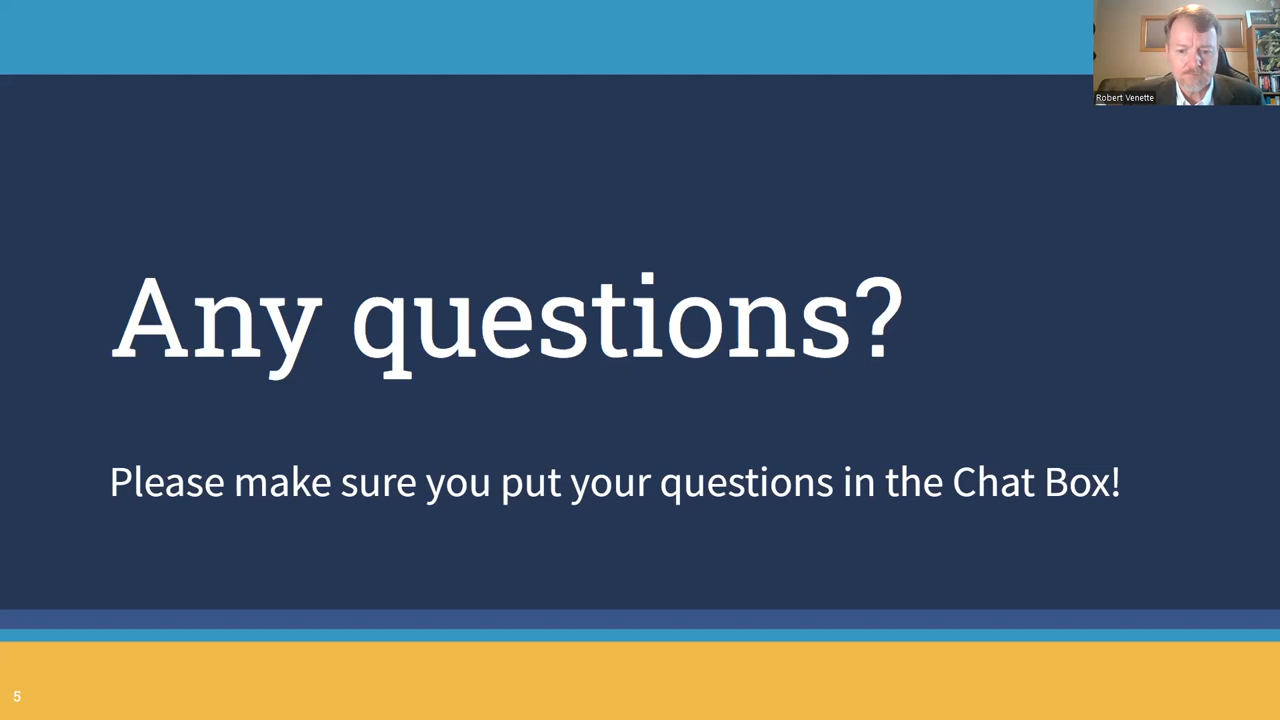 Robert Venette
Any questions?
Please make sure you put your questions in the Chat Box!
5